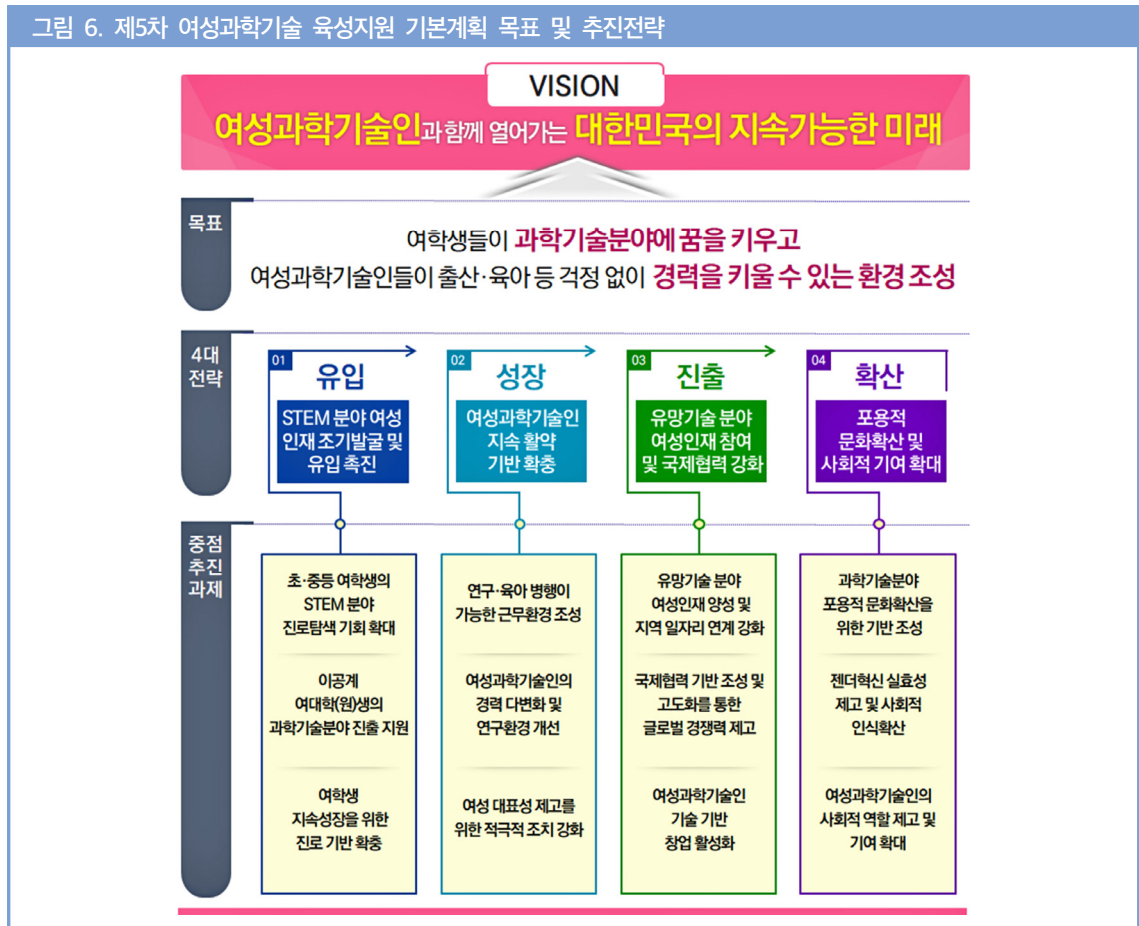 그림 6. 제5차 여성과학기술 육성지원 기본계획 목표 및 추진전략
VISION
여성과학기술인과 함께 열어가는 대한민국의 지속가능한 미래
목표
여학생들이 과학기술분야에 꿈을 키우고
여성과학기술인들이 출산·육아 등 걱정 없이 경력을 키울 수 있는 환경 조성
4대
전략
01
유입
STEM 분야 여성
인재 조기발굴 및
유입 촉진
02
성장
여성과학기술인
지속 활약
기반 확충
03
진출
유망기술 분야
여성인재 참여
및 국제협력 강화
04
확산
포용적
문화확산 및
사회적 기여 확대
중점
추진
과제
초·중등 여학생의
STEM 분야
진로탐색 기회 확대
이공계
여대학(원)생의
과학기술분야 진출 지원
여학생
지속성장을 위한
진로 기반 확충
연구·육아 병행이
가능한 근무환경 조성
여성과학기술인의
경력 다변화 및
연구환경 개선
여성 대표성 제고를
위한 적극적 조치 강화
유망기술 분야
여성인재 양성 및
지역 일자리 연계 강화
국제협력 기반 조성 및
고도화를 통한
글로벌 경쟁력 제고
여성과학기술인
기술 기반
창업 활성화
과학기술분야
포용적 문화확산을
위한 기반 조성
젠더혁신 실효성
제고 및 사회적
인식확산
여성과학기술인의
사회적 역할 제고 및
기여 확대